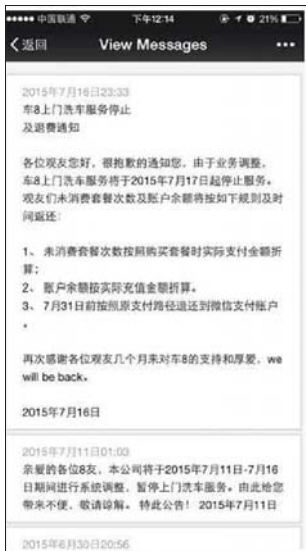 中国联通
下午12:14
21%
返回
View Messages
2015年7月16日23:33
车8上门洗车服务停止
及退费通知
各位观友您好，很抱歉的通知您，由于业务调整，
车8上门洗车服务将于2015年7月17日起停止服务。
观友们未消费套餐次数及账户余额将按如下规则及时
间返还：
1、 未消费套餐次数按照购买套餐时实际支付金额折
算；
2、 账户余额按实际充值金额折算。
3、 7月31日前按照原支付路径退还到微信支付账户
。
再次感谢各位观友几个月来对车8的支持和厚爱，we
will be back。
2015年7月16日
2015年7月11日01:03
亲爱的各位8友，本公司将于2015年7月11日-7月16
日期间进行系统调整，暂停上门洗车服务。由此给您
带来不便，敬请谅解。 特此公告！ 2015年7月11日
2015年6月30日20:56